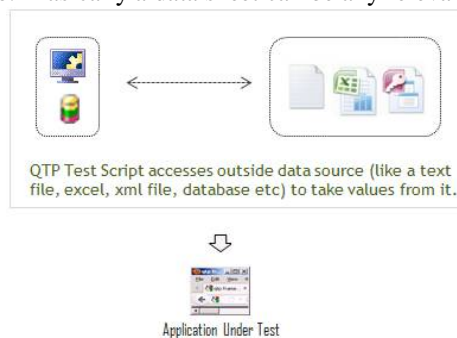 QTP Test Script accesses outside data source (like a text
file, excel, xml file, database etc) to take values from it.
Application Under Test